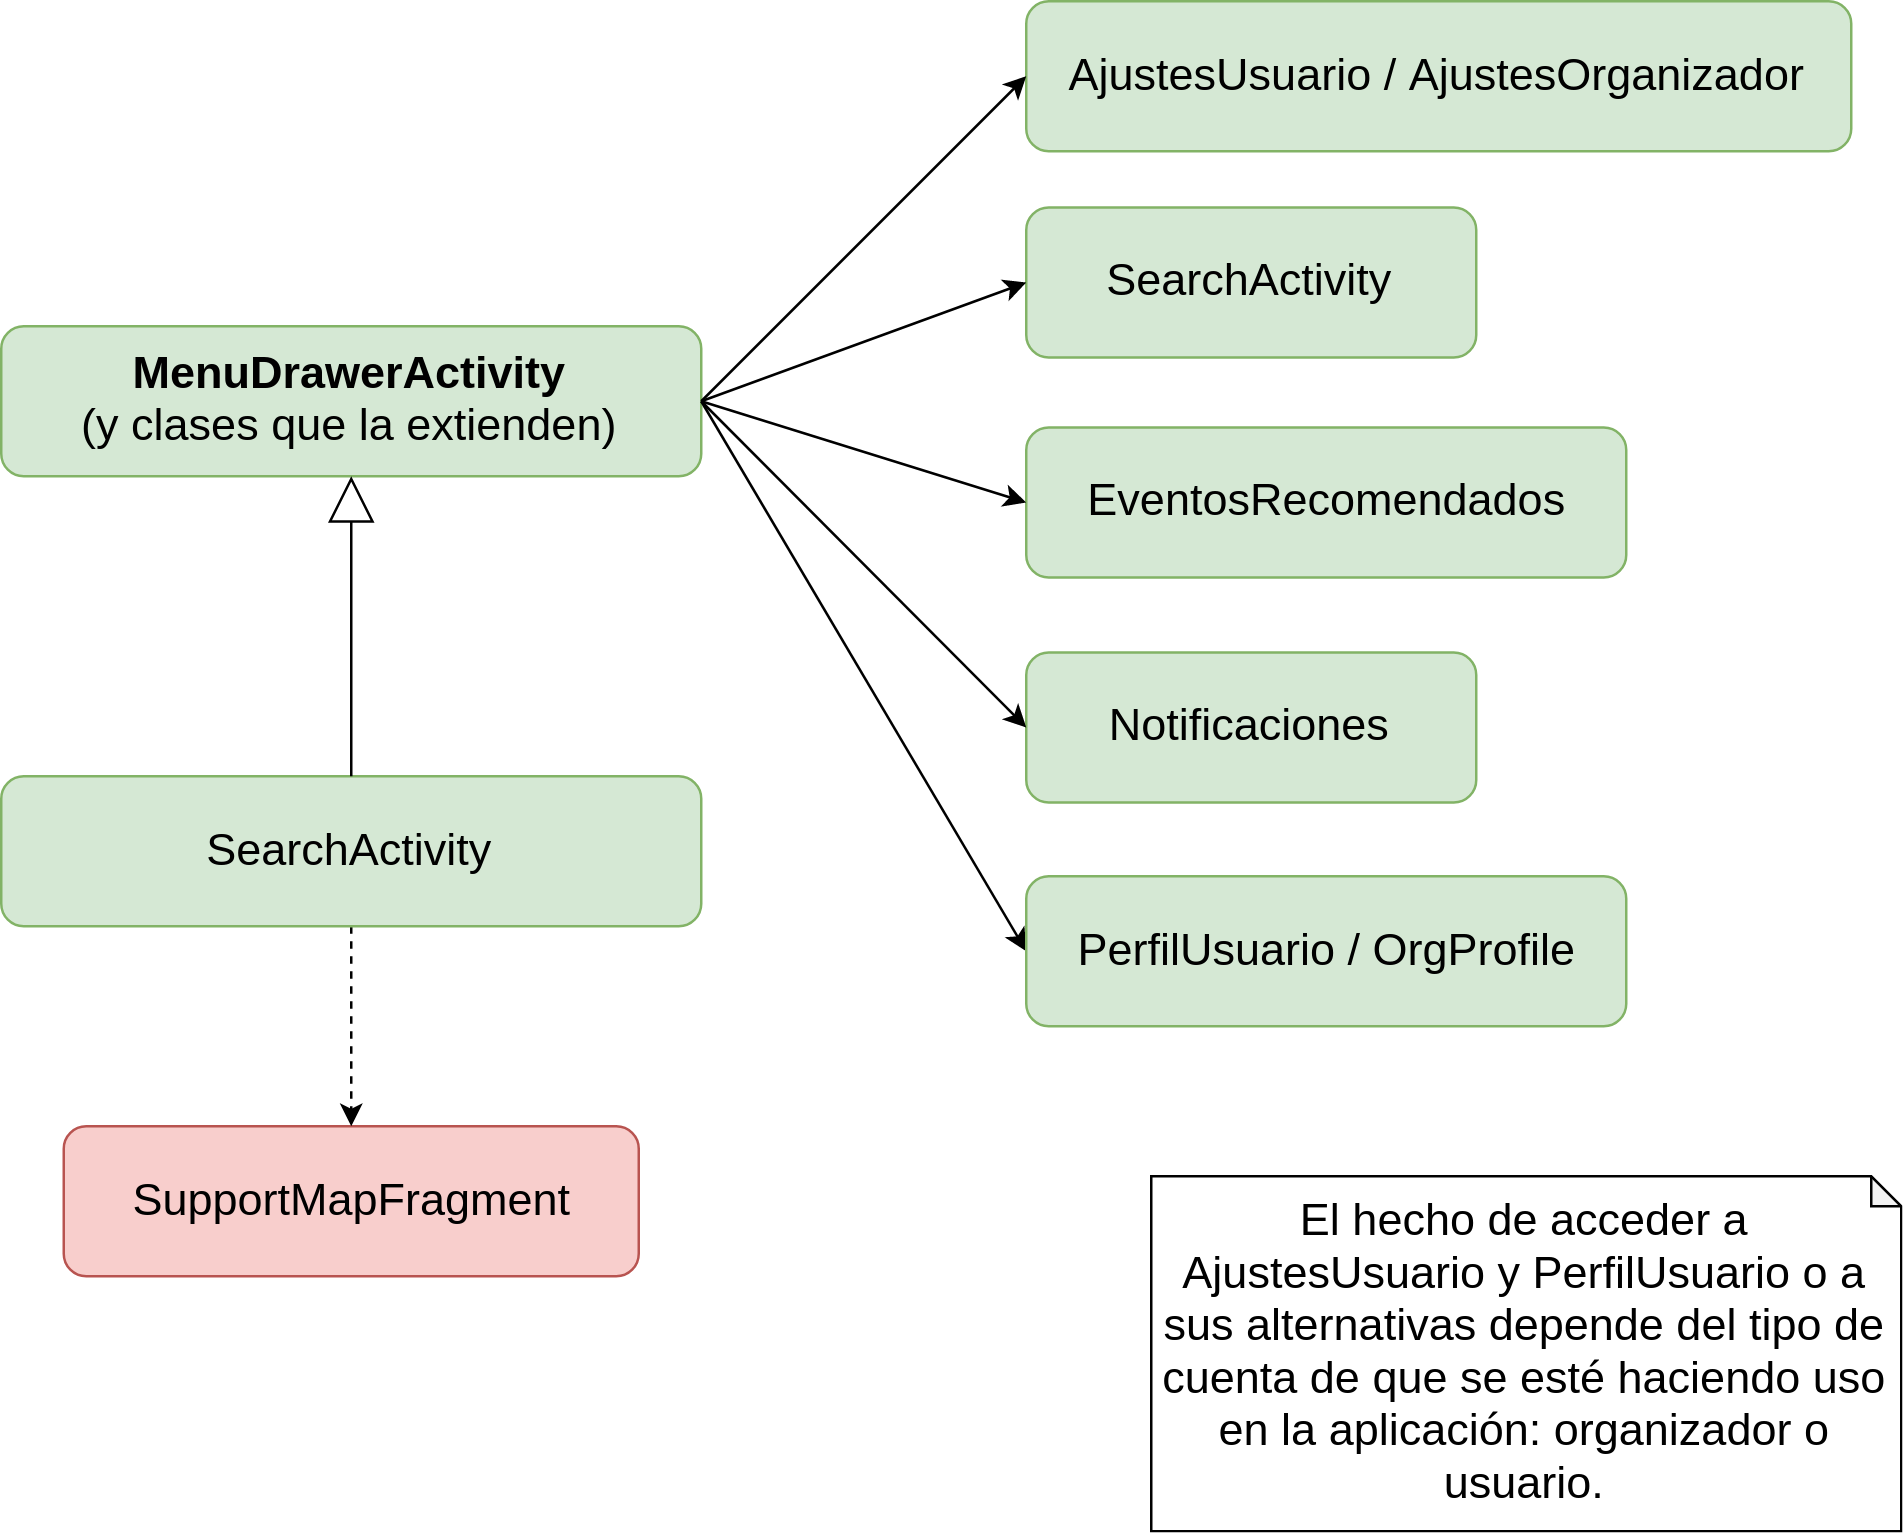 AjustesUsuario / AjustesOrganizador
SearchActivity
MenuDrawerActivity
(y clases que la extienden)
EventosRecomendados
Notificaciones
SearchActivity
PerfilUsuario / OrgProfile
SupportMapFragment
El hecho de acceder a
AjustesUsuario y PerfilUsuario o a
sus alternativas depende del tipo de
cuenta de que se esté haciendo uso
en la aplicación: organizador o
usuario.